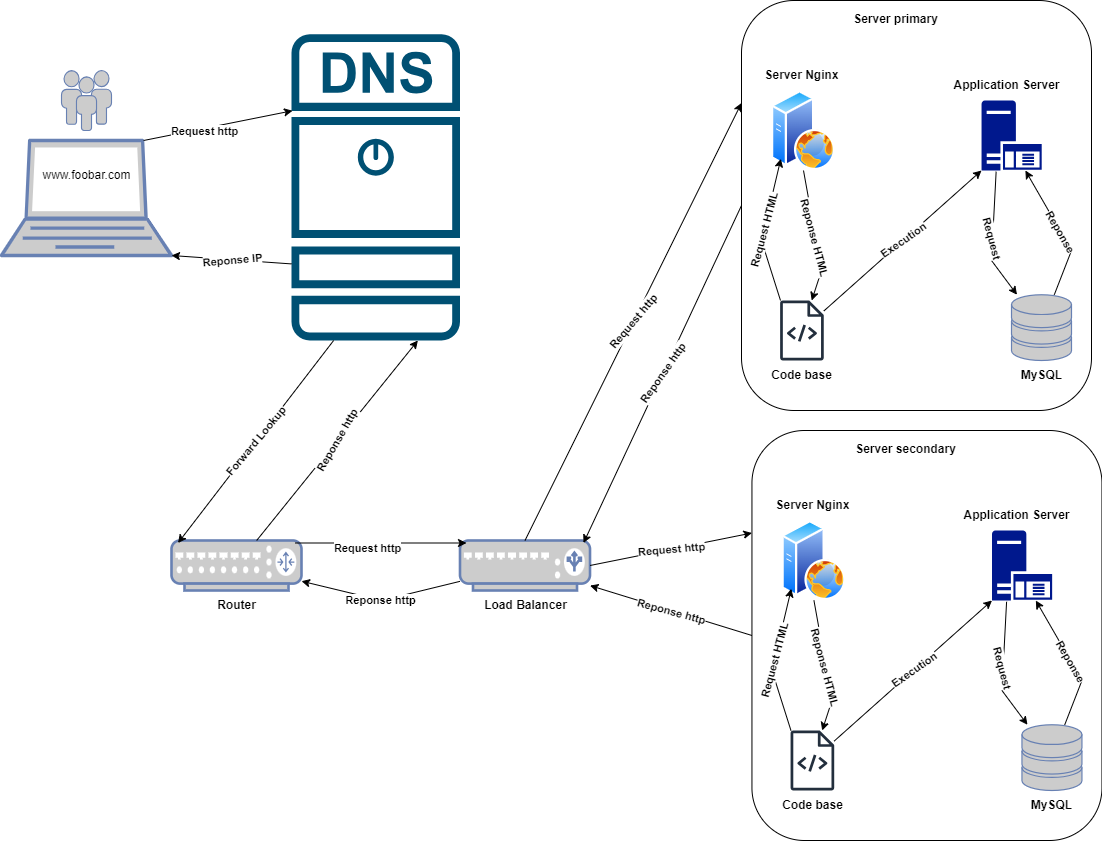 DNS
www.foobar.com
Request http
Reponse IP
Forward Lookup
Reponse http
Router
Request http
Reponse http
Load Balancer
Request http
Reponse http
Request http
Reponse http
Server primary
Server Nginx
Application Server
Request HTML
Reponse HTML
Execution
Request
Reponse
Code base
MySQL
Server secondary
Server Nginx
Application Server
Request HTML
Reponse HTML
Execution
Request
Reponse
Code base
MySQL